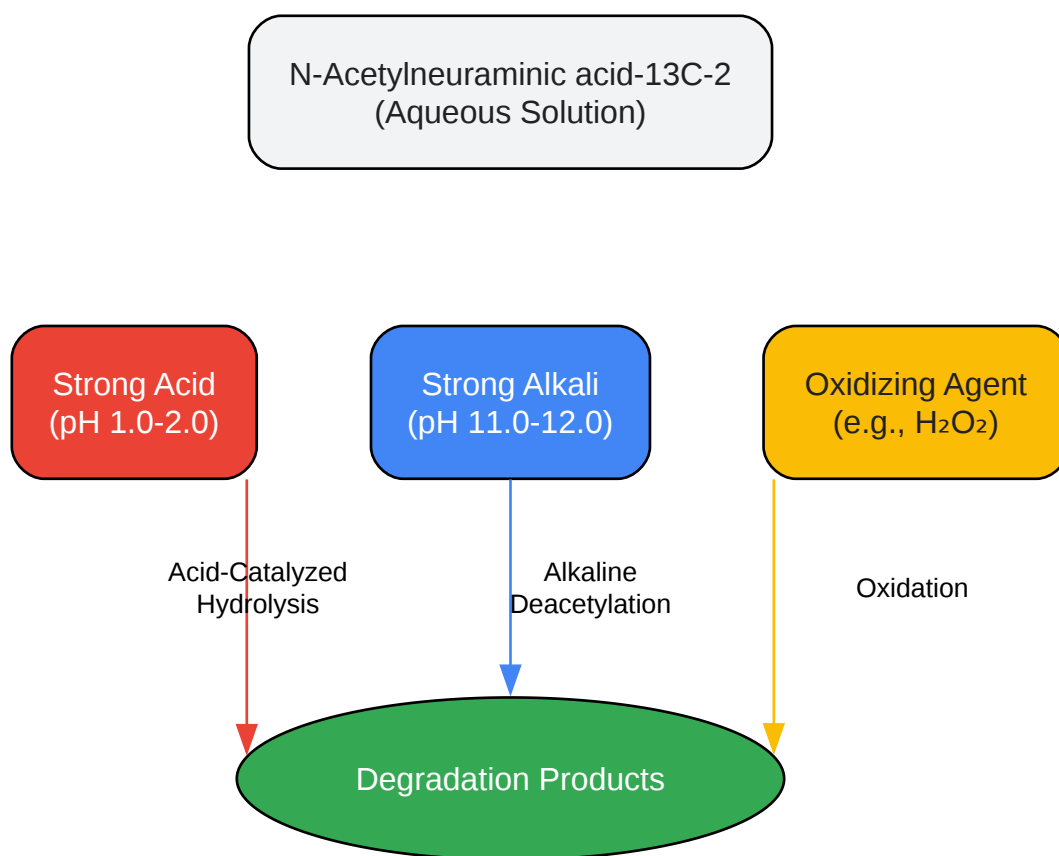 N-Acetylneuraminic acid-13C-2
(Aqueous Solution)
Strong Acid
(pH 1.0-2.0)
Strong Alkali
(pH 11.0-12.0)
Oxidizing Agent
(e.g., H₂O₂)
Acid-Catalyzed
Hydrolysis
Alkaline
Deacetylation
Oxidation
Degradation Products